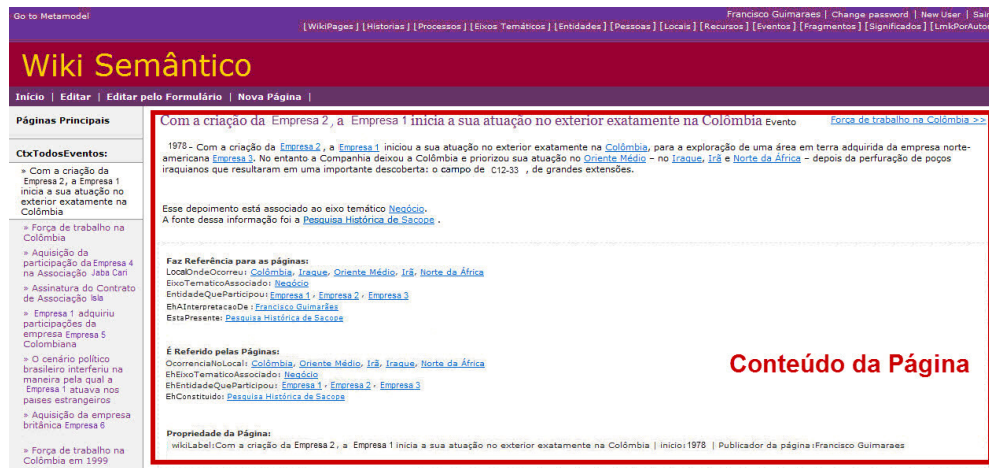 Go to Metamodel
Francisco Guimaraes | Change password | New User | Sair
[WikiPages] [Historias] [Processos] [Eixos Temáticos] [Entidades] [Pessoas] [Locais] [Recursos] [Eventos] [Fragmentos] [Significados] [LmkPorAutor
Wiki Semântico
Início | Editar | Editar pelo Formulário | Nova Página |
Páginas Principais
CtxTodosEventos:
» Com a criação da
Empresa 2, a Empresa 1
inicia a sua atuação no
exterior exatamente na
Colômbia
» Força de trabalho na
Colômbia
» Aquisição da
participação da Empresa 4
na Associação Jaba Cari
» Assinatura do Contrato
de Associação Isla
» Empresa 1 adquiriu
participações da
empresa Empresa 5
Colombiana
» O cenário político
brasileiro interferiu na
maneira pela qual a
Empresa 1 atuava nos
paises estrangeiros
» Aquisição da empresa
britânica Empresa 6
» Força de trabalho na
Colômbia em 1999
Com a criação da Empresa 2, a Empresa 1 inicia a sua atuação no exterior exatamente na Colômbia Evento
Força de trabalho na Colômbia >>
1978 - Com a criação da Empresa 2, a Empresa 1 iniciou a sua atuação no exterior exatamente na Colômbia, para a exploração de uma área em terra adquirida da empresa norte-
americana Empresa 3. No entanto a Companhia deixou a Colômbia e priorizou sua atuação no Oriente Médio – no Iraque, Irã e Norte da África – depois da perfuração de poços
iraquianos que resultaram em uma importante descoberta: o campo de C12-33 , de grandes extensões.
Esse depoimento está associado ao eixo temático Negócio.
A fonte dessa informação foi a Pesquisa Histórica de Sacope .
Faz Referência para as páginas:
LocalOndeOcorreu: Colômbia, Iraque, Oriente Médio, Irã, Norte da África
EixoTematicoAssociado: Negócio
EntidadeQueParticipou: Empresa 1 , Empresa 2 , Empresa 3
EhAInterpretacaoDe : Francisco Guimarães
EstaPresente: Pesquisa Histórica de Sacope
É Referido pelas Páginas:
OcorrenciaNoLocal: Colômbia, Oriente Médio, Irã, Iraque, Norte da África
EhEixoTematicoAssociado: Negócio
EhEntidadeQueParticipou: Empresa 1 , Empresa 2 , Empresa 3
EhConstituido: Pesquisa Histórica de Sacope
Conteúdo da Página
Propriedade da Página:
wikiLabel:Com a criação da Empresa 2, a Empresa 1 inicia a sua atuação no exterior exatamente na Colômbia | inicio:1978 | Publicador da página:Francisco Guimaraes